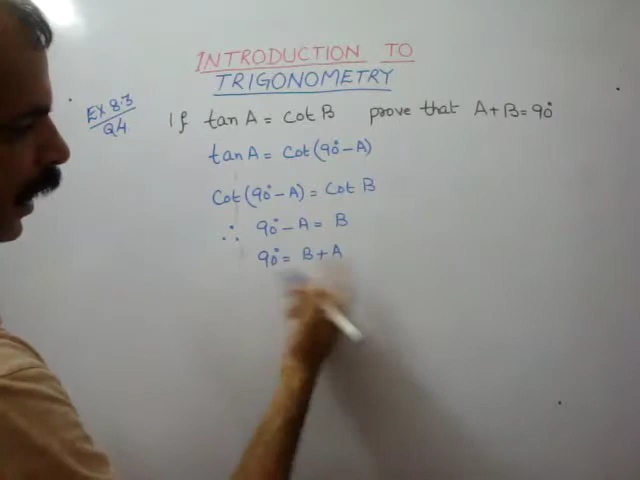 INTRODUCTION TO
TRIGONOMETRY
EX 8.3
Q4
If tan A = cot B prove that A+B=90°
tan A = Cot (90° - A)
Cot (90° - A) = Cot B
∴ 90° - A = B
90° = B + A